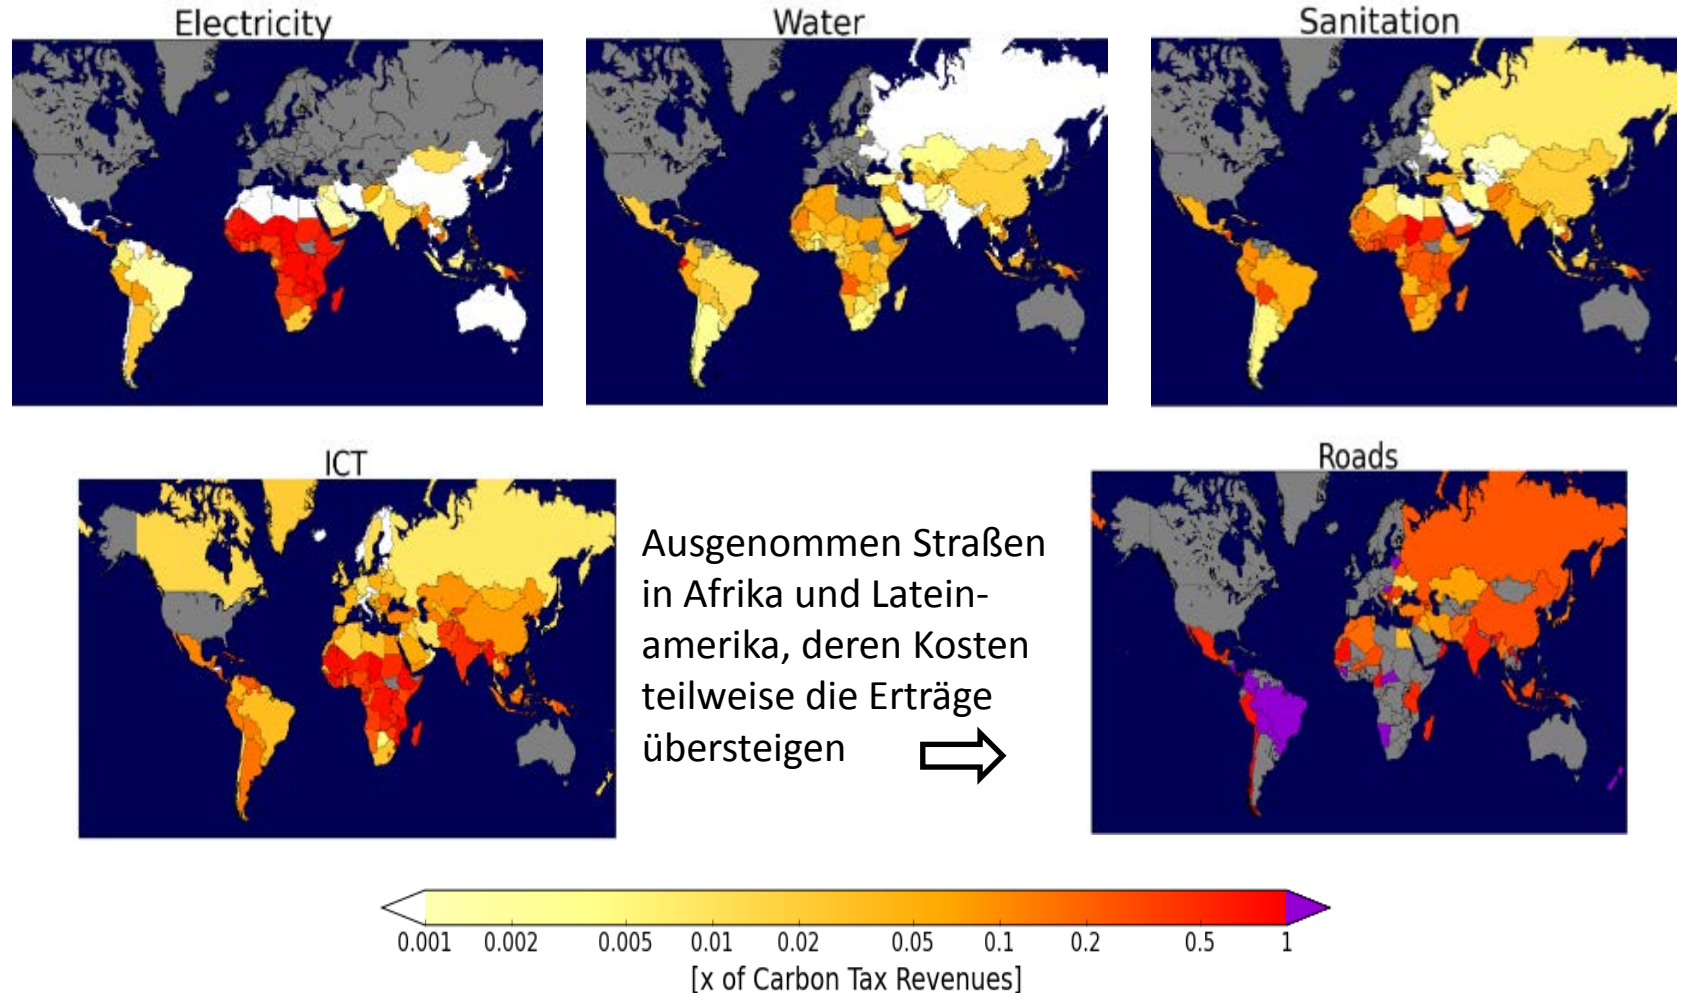 Electricity
Water
Sanitation
ICT
Roads
Ausgenommen Straßen
in Afrika und Latein-
amerika, deren Kosten
teilweise die Erträge
übersteigen
0.001 0.002 0.005 0.01 0.02 0.05 0.1 0.2 0.5 1
[x of Carbon Tax Revenues]